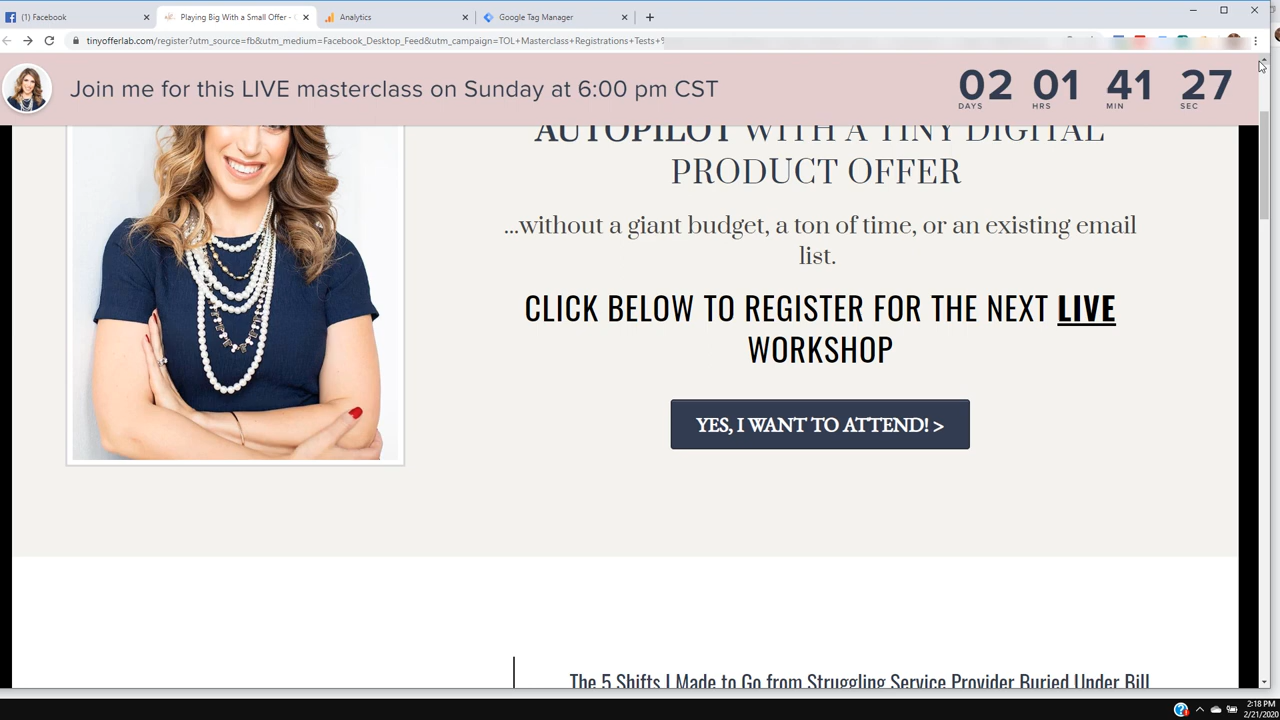 (1) Facebook
Playing Big With a Small Offer -
Analytics
Google Tag Manager
tinyofferlab.com/register?utm_source=fb&utm_medium=Facebook_Desktop_Feed&utm_campaign=TOL+Masterclass+Registrations+Tests+
Join me for this LIVE masterclass on Sunday at 6:00 pm CST
02 01 41 27
DAYS HRS MIN SEC
AUTOPILOT WITH A TINY DIGITAL
PRODUCT OFFER
...without a giant budget, a ton of time, or an existing email
list.
CLICK BELOW TO REGISTER FOR THE NEXT LIVE
WORKSHOP
YES, I WANT TO ATTEND! >
The 5 Shifts I Made to Go from Struggling Service Provider Buried Under Bill
2:18 PM
2/21/2020